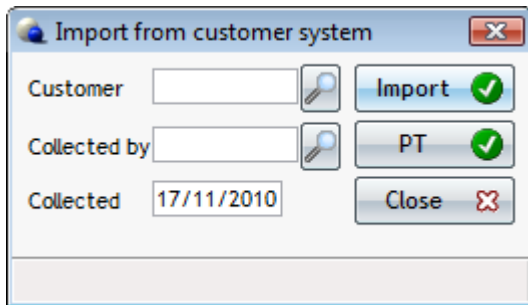 Import from customer system
Customer Import
Collected by PT
Collected 17/11/2010 Close